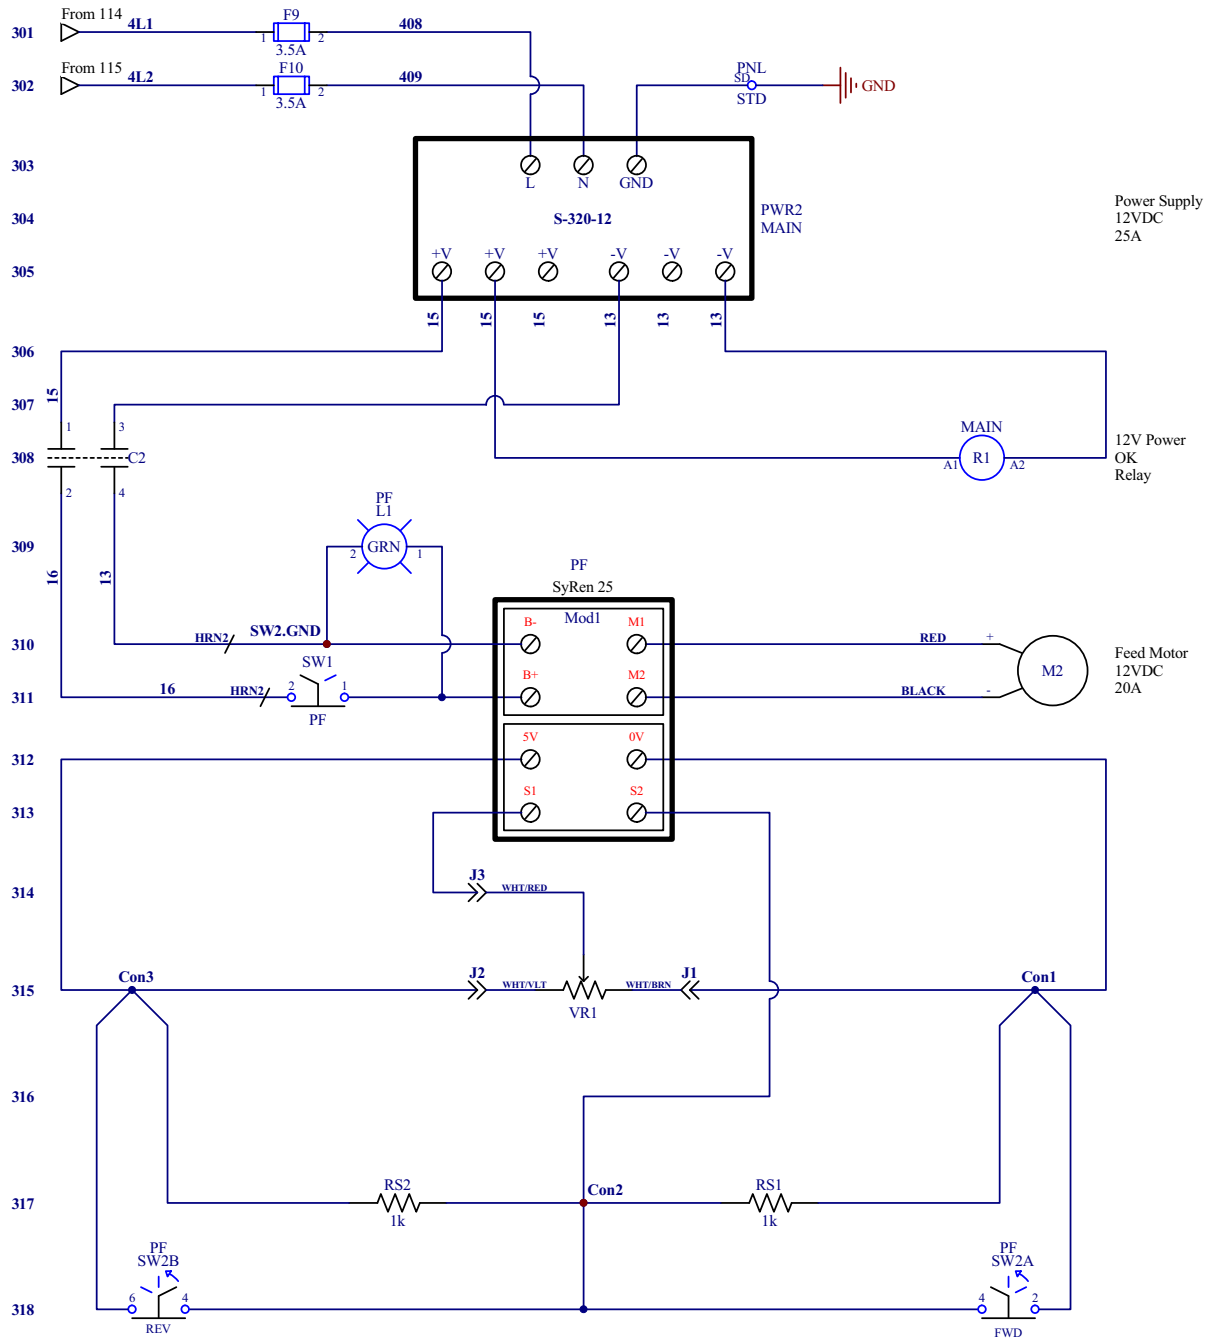 301 From 114 4L1 1 F9 2 3.5A 408
302 From 115 4L2 1 F10 2 3.5A 409 PNL SD STD GND
303 L N GND
304 S-320-12 PWR2 MAIN
Power Supply
12VDC
25A
305 +V +V +V -V -V -V
15 15 15 13 13 13
306
15
307
1 3
308 C2 MAIN A1 R1 A2
12V Power
OK
Relay
2 4
PF
L1
309 2 GRN 1
16 13
PF
SyRen 25
Mod1
310 HRN2 SW2.GND B- M1 RED +
311 16 HRN2 2 SW1 1 PF B+ M2 BLACK - M2
Feed Motor
12VDC
20A
312 5V 0V
313 S1 S2
314 J3 WHT/RED
315 Con3 J2 WHT/VLT VR1 WHT/BRN J1 Con1
316
317 RS2 1k Con2 RS1 1k
PF
SW2B
PF
SW2A
318 6 4 4 2
REV FWD